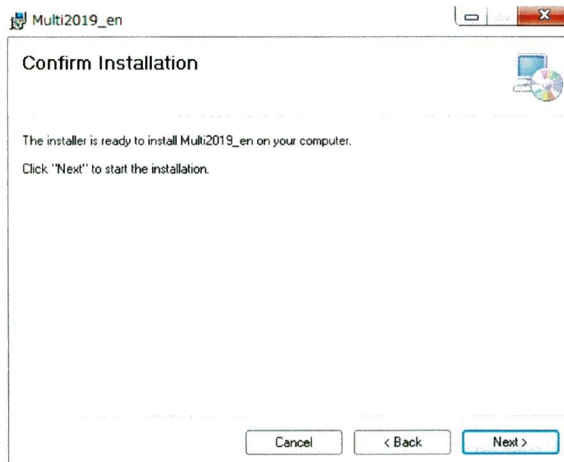 Multi2019_en
Confirm Installation
The installer is ready to install Multi2019_en on your computer.
Click "Next" to start the installation.
Cancel
< Back
Next >